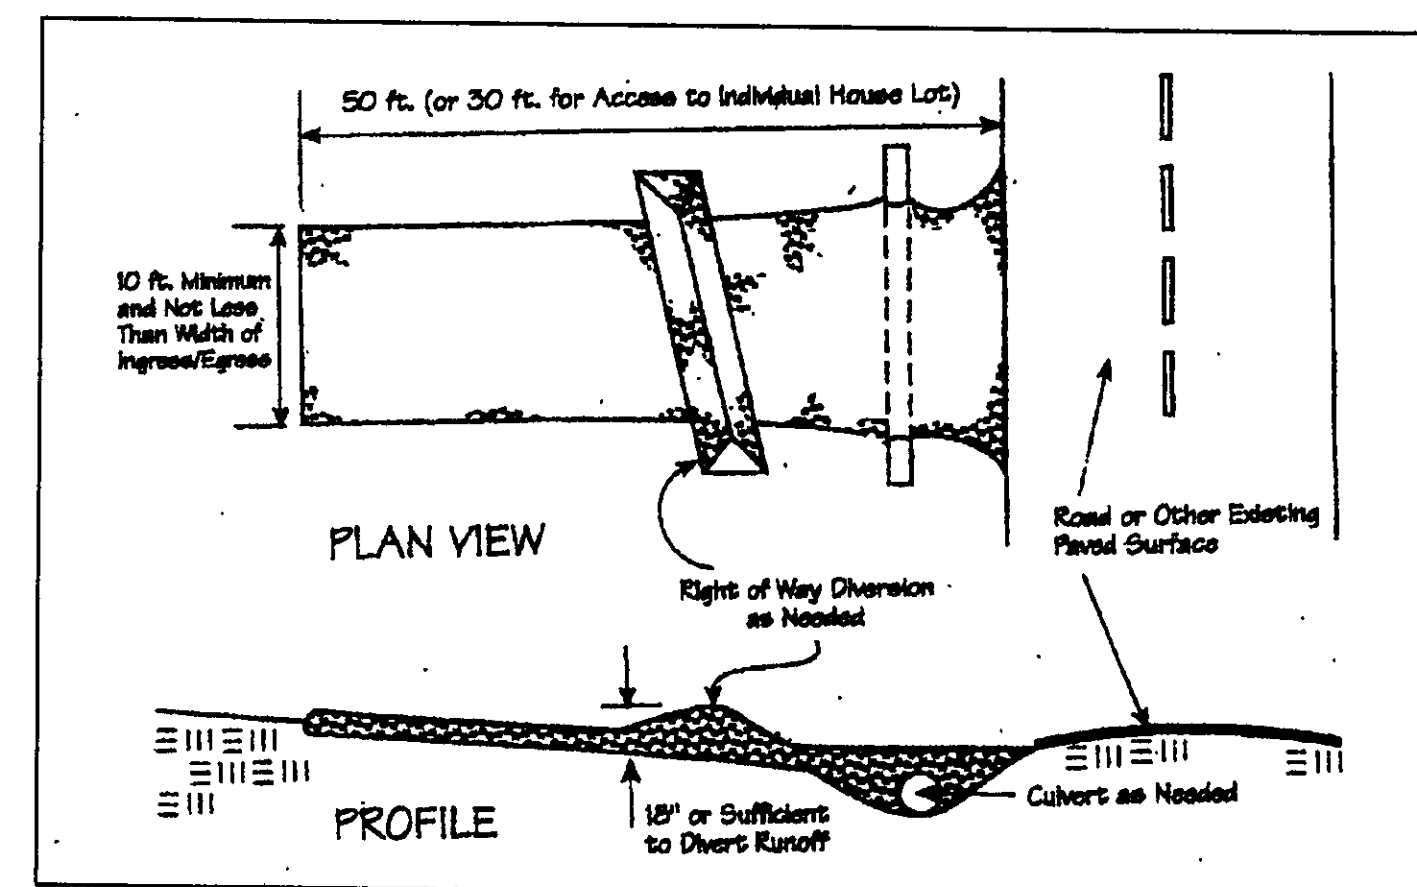 50 ft. (or 30 ft. for Access to Individual House Lot)
10 ft. Minimum
and Not Less
Than Width of
Ingress/Egress
PLAN VIEW
Right of Way Diversion
as Needed
Road or Other Existing
Paved Surface
PROFILE
18" or Sufficient
to Divert Runoff
Culvert as Needed